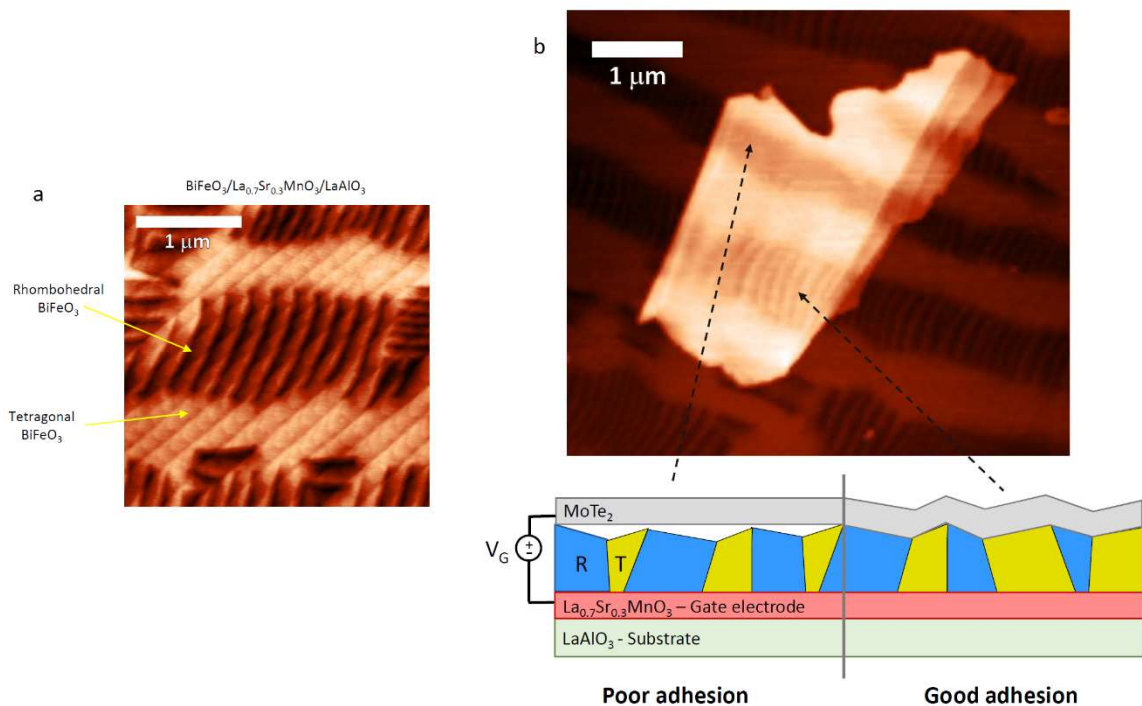 a
BiFeO₃/La₀.₇Sr₀.₃MnO₃/LaAlO₃
1 μm
Rhombohedral
BiFeO₃
Tetragonal
BiFeO₃
b
1 μm
MoTe₂
V_G
R
T
La₀.₇Sr₀.₃MnO₃ – Gate electrode
LaAlO₃ - Substrate
Poor adhesion
Good adhesion